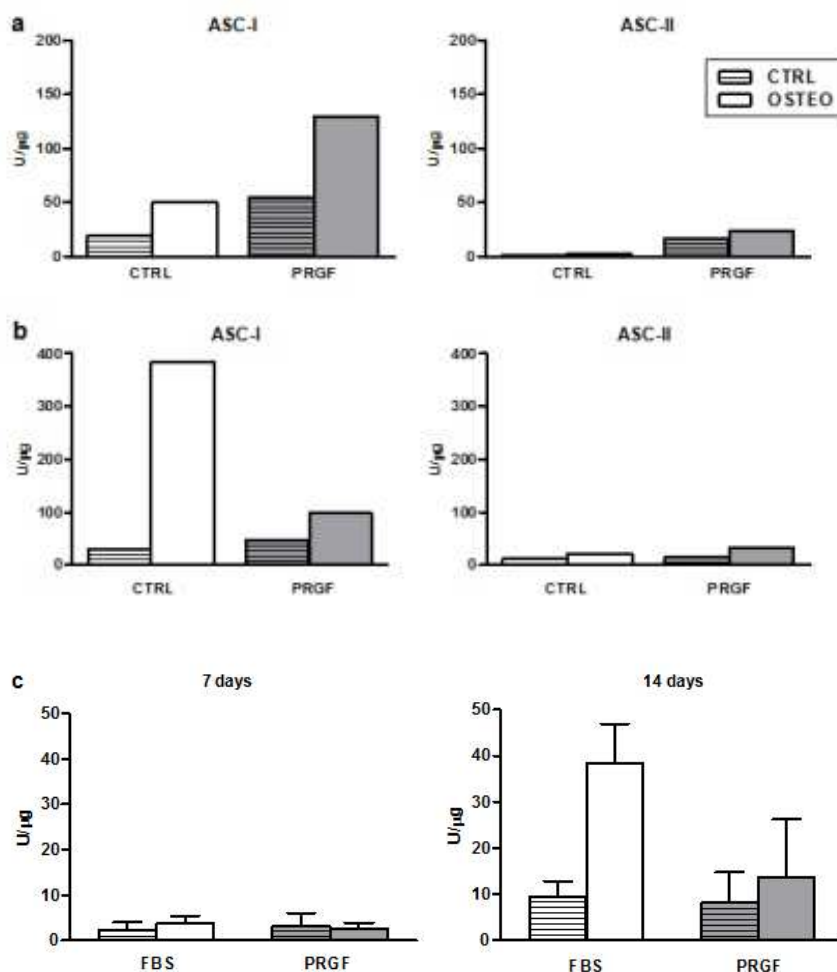 a
ASC-I
ASC-II
200
150
100
50
0
U/µg
CTRL
PRGF
200
150
100
50
0
U/µg
CTRL
PRGF
CTRL
OSTEO
b
ASC-I
ASC-II
400
300
200
100
0
U/µg
CTRL
PRGF
400
300
200
100
0
U/µg
CTRL
PRGF
c
7 days
14 days
50
40
30
20
10
0
U/µg
FBS
PRGF
50
40
30
20
10
0
U/µg
FBS
PRGF